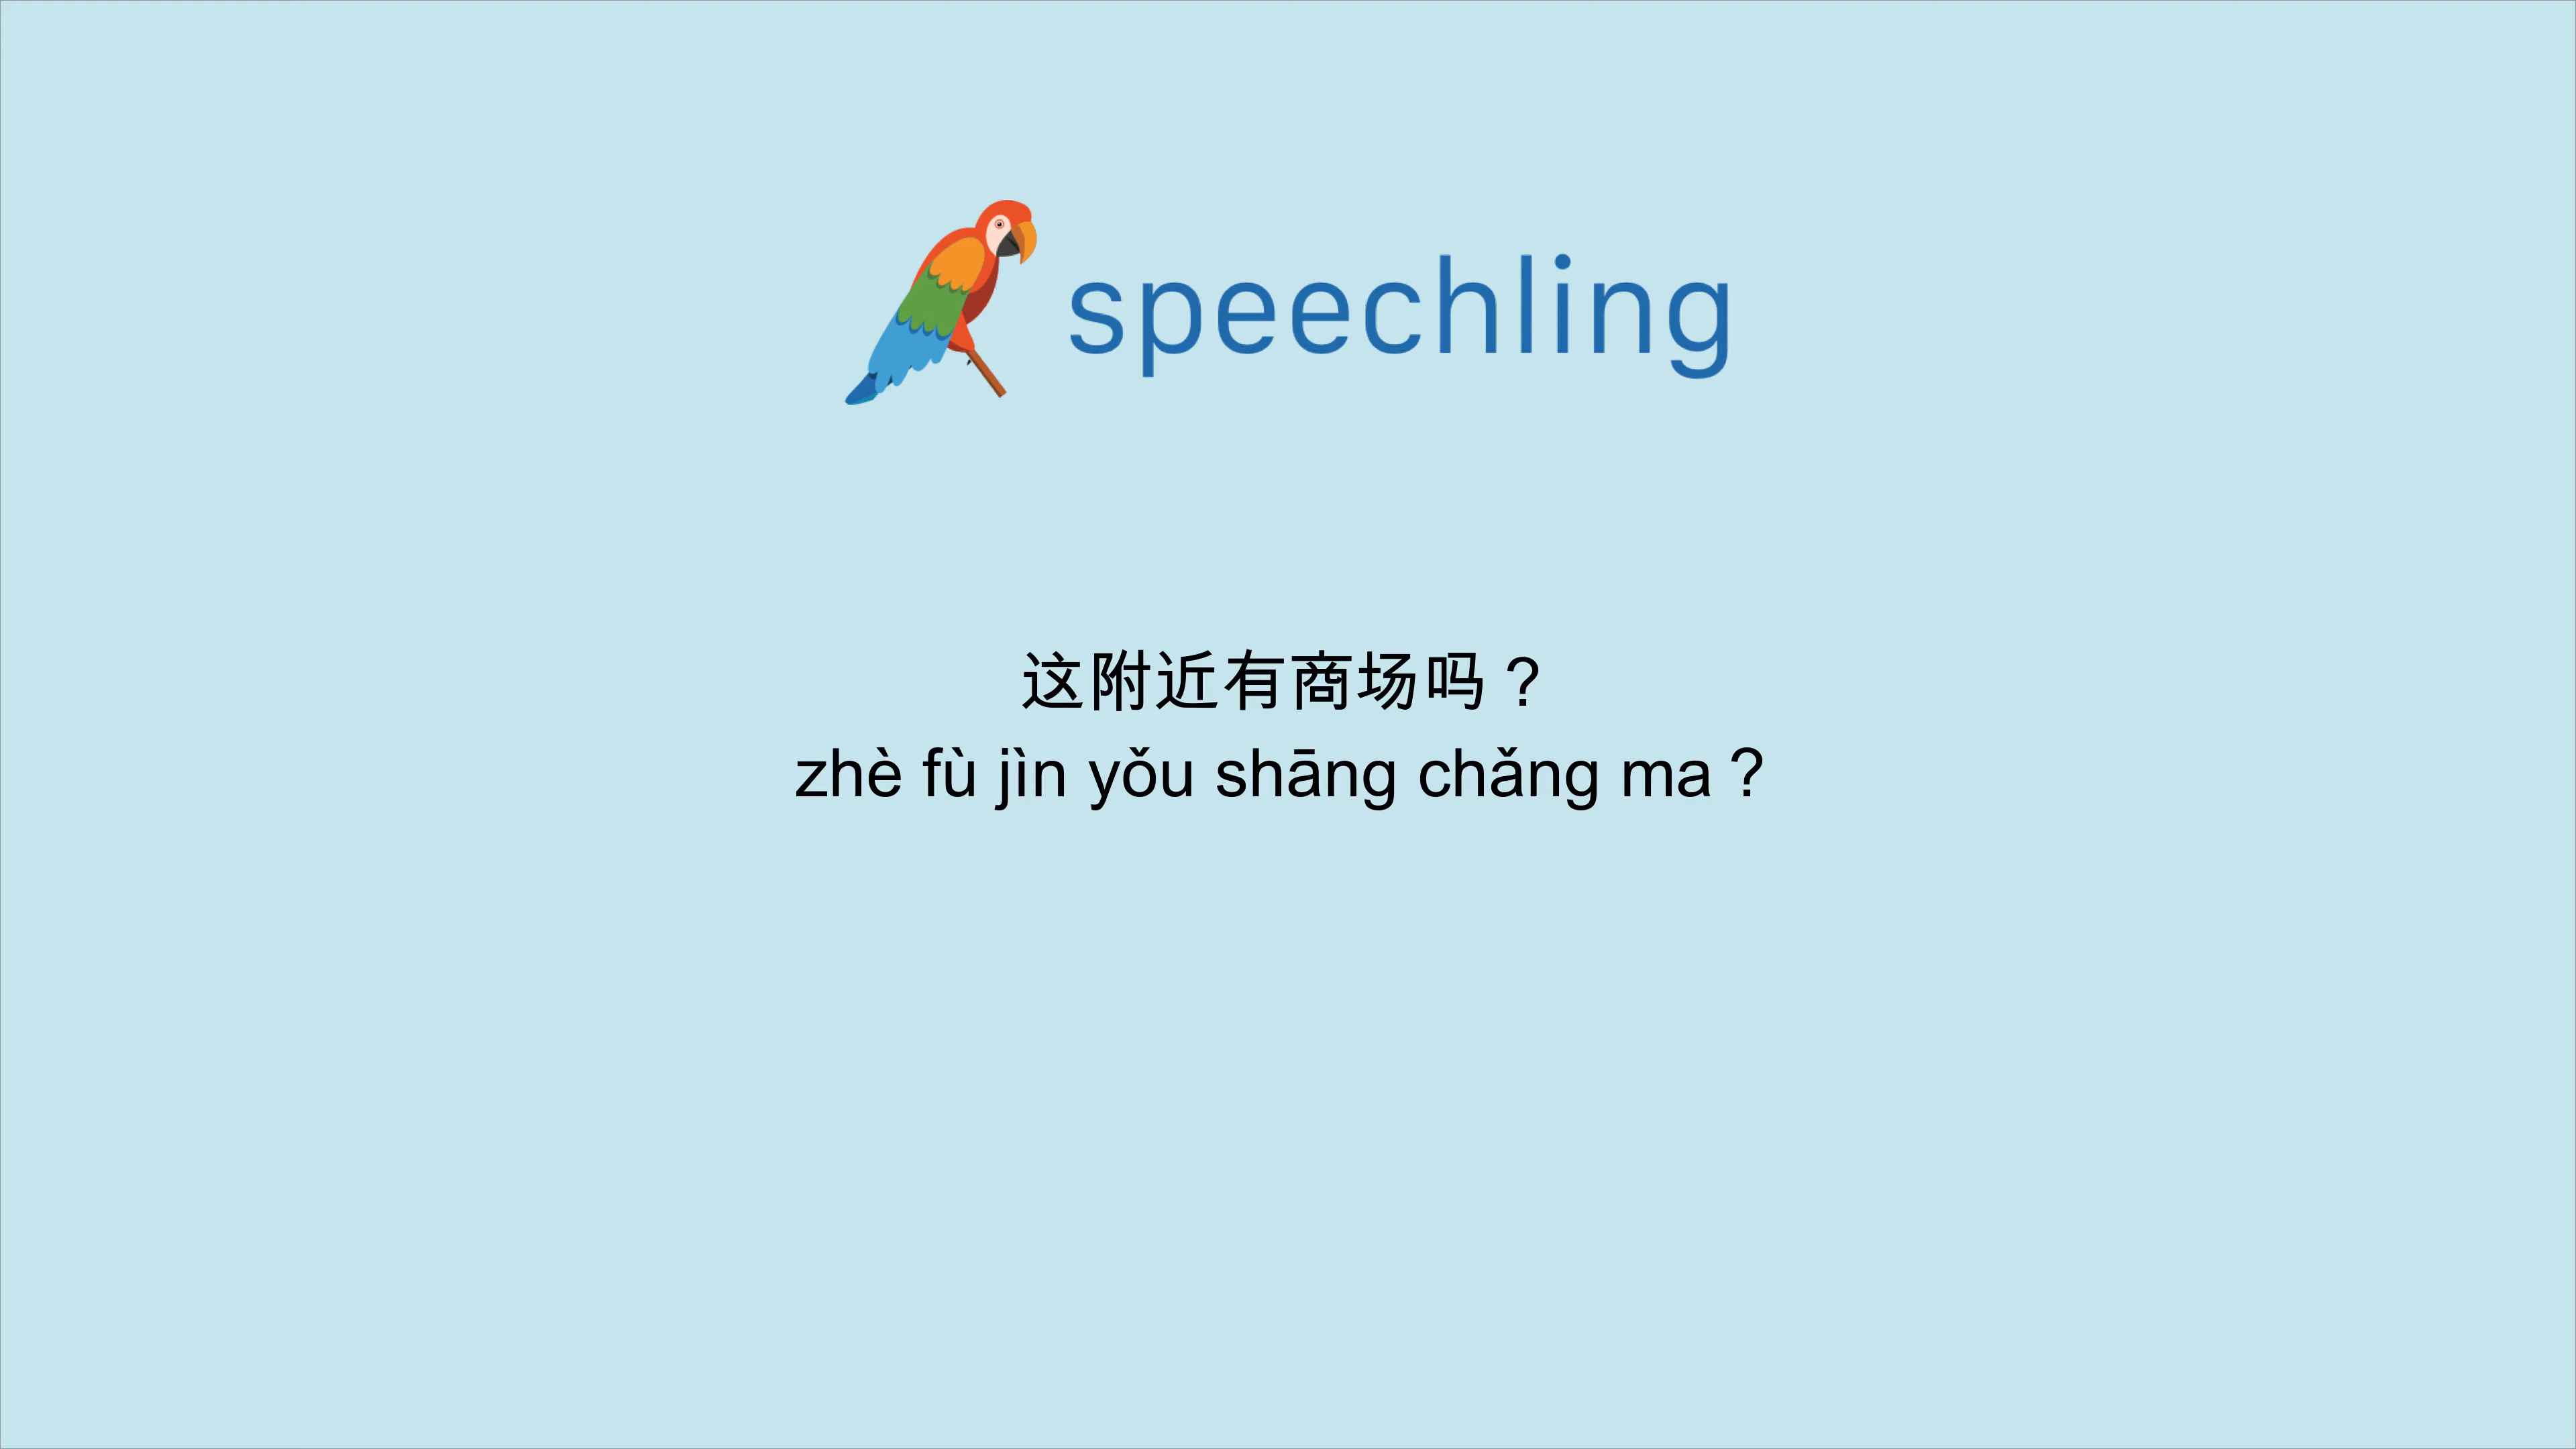 speechling
这附近有商场吗？
zhè fù jìn yǒu shāng chǎng ma？